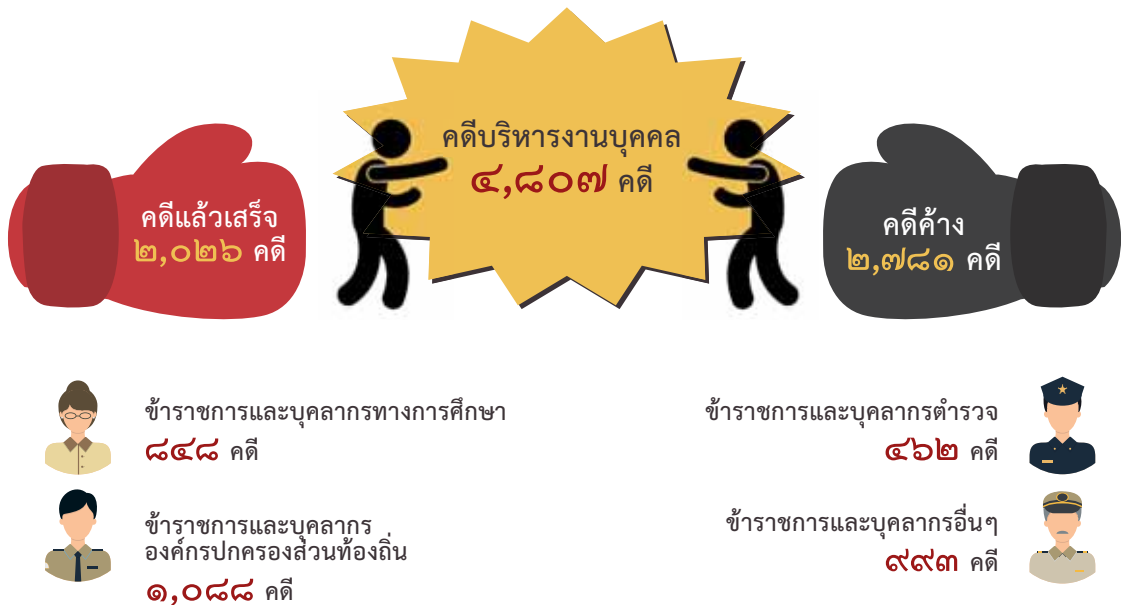 คดีบริหารงานบุคคล
๔,๘๐๗ คดี
คดีแล้วเสร็จ
๒,๐๒๖ คดี
คดีค้าง
๒,๗๘๑ คดี
ข้าราชการและบุคลากรทางการศึกษา
๘๔๘ คดี
ข้าราชการและบุคลากร
องค์กรปกครองส่วนท้องถิ่น
๑,๐๘๘ คดี
ข้าราชการและบุคลากรตำรวจ
๔๖๒ คดี
ข้าราชการและบุคลากรอื่นๆ
๙๙๓ คดี